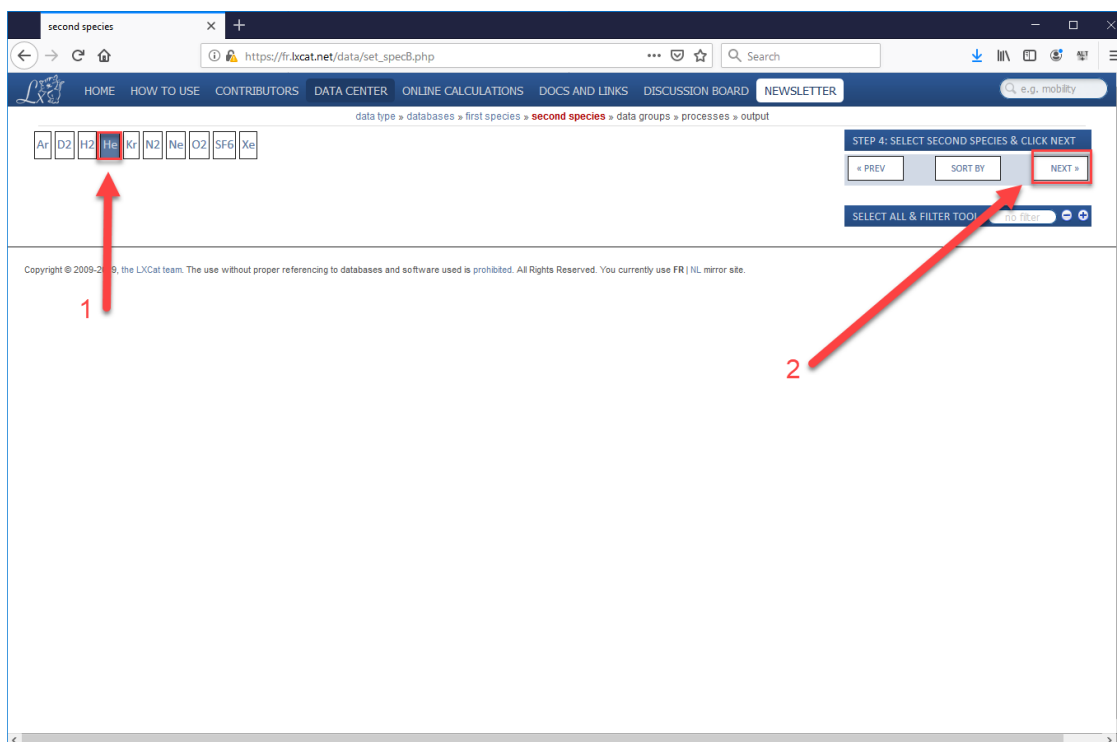 second species
https://fr.lxcat.net/data/set_specB.php
Search
LXCat HOME HOW TO USE CONTRIBUTORS DATA CENTER ONLINE CALCULATIONS DOCS AND LINKS DISCUSSION BOARD NEWSLETTER e.g. mobility
data type » databases » first species » second species » data groups » processes » output
Ar D2 H2 He Kr N2 Ne O2 SF6 Xe
STEP 4: SELECT SECOND SPECIES & CLICK NEXT
« PREV SORT BY NEXT »
SELECT ALL & FILTER TOOL no filter
Copyright © 2009- the LXCat team. The use without proper referencing to databases and software used is prohibited. All Rights Reserved. You currently use FR | NL mirror site.
1
2